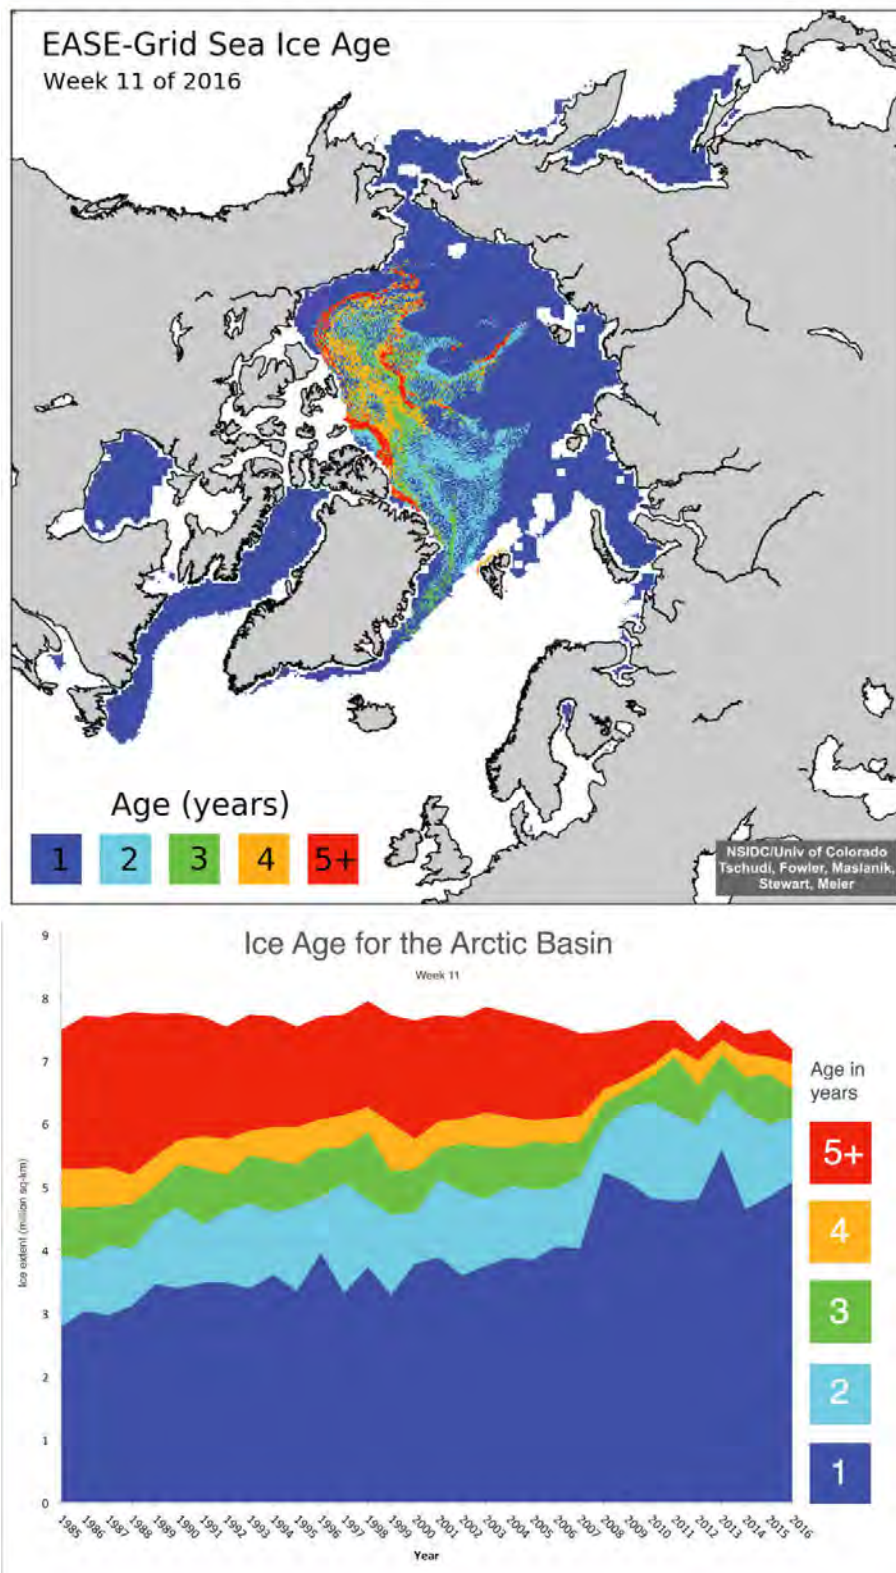 EASE-Grid Sea Ice Age
Week 11 of 2016
Age (years)
1 2 3 4 5+
NSIDC/Univ of Colorado
Tschudi, Fowler, Maslanik,
Stewart, Meier
Ice Age for the Arctic Basin
Week 11
9
8
7
6
5
4
3
2
1
0
Ice extent (million sq-km)
1985 1986 1987 1988 1989 1990 1991 1992 1993 1994 1995 1996 1997 1998 1999 2000 2001 2002 2003 2004 2005 2006 2007 2008 2009 2010 2011 2012 2013 2014 2015 2016
Year
Age in
years
5+
4
3
2
1